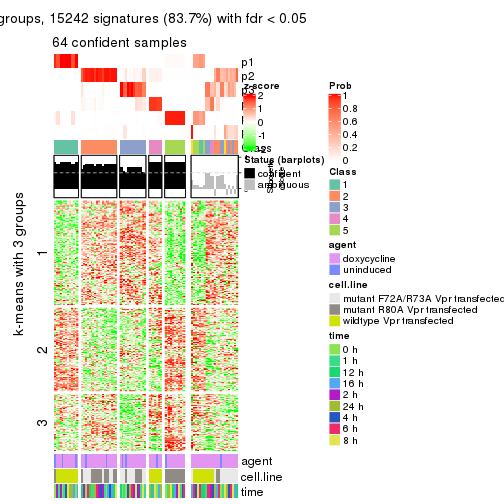 groups, 15242 signatures (83.7%) with fdr < 0.05
64 confident samples
p1
p2
p3
z-score
2
1
0
-1
-2
Class
Status (barplots)
confident
ambiguous
Prob
1
0.8
0.6
0.4
0.2
0
Class
1
2
3
4
5
agent
doxycycline
uninduced
cell.line
mutant F72A/R73A Vpr transfected
mutant R80A Vpr transfected
wildtype Vpr transfected
time
0 h
1 h
12 h
16 h
2 h
24 h
4 h
6 h
8 h
k-means with 3 groups
1
2
3
agent
cell.line
time